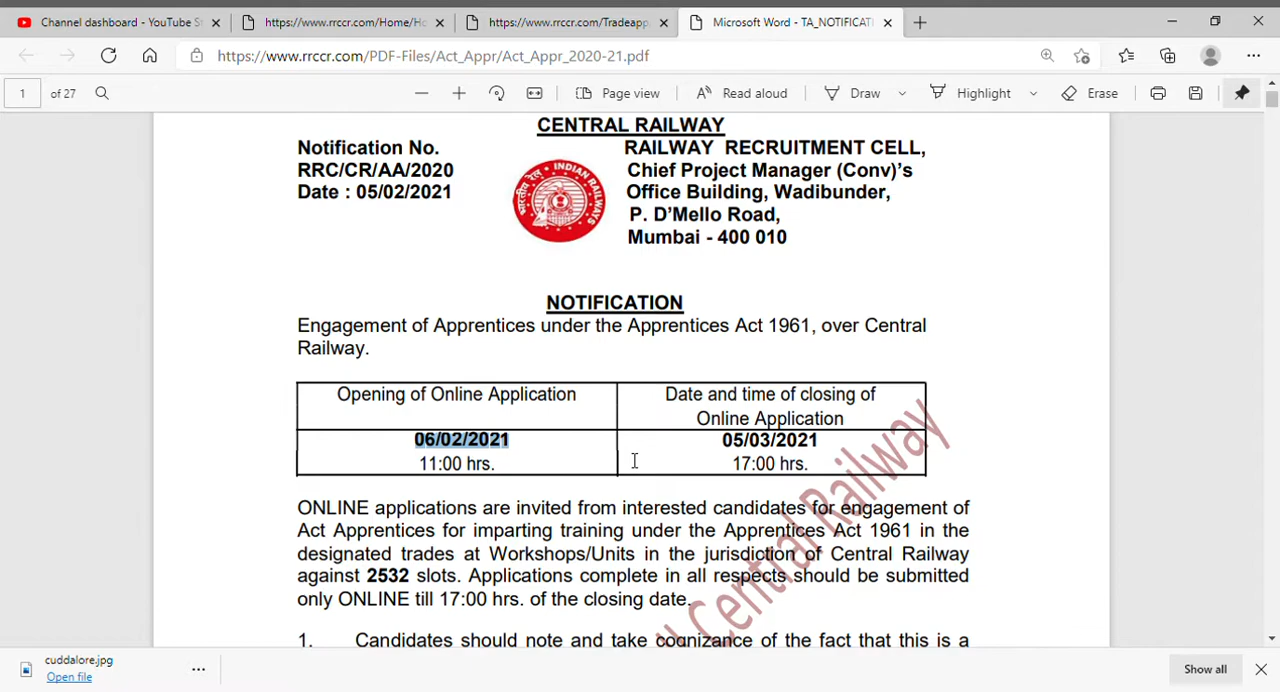 Channel dashboard - YouTube S
https://www.rrccr.com/Home/Ho
https://www.rrccr.com/Tradeapp
Microsoft Word - TA_NOTIFICATI
https://www.rrccr.com/PDF-Files/Act_Appr/Act_Appr_2020-21.pdf
1 of 27
Page view
Read aloud
Draw
Highlight
Erase
CENTRAL RAILWAY
Notification No.
RRC/CR/AA/2020
Date : 05/02/2021
RAILWAY RECRUITMENT CELL,
Chief Project Manager (Conv)'s
Office Building, Wadibunder,
P. D'Mello Road,
Mumbai - 400 010
INDIAN RAILWAYS
भारतीय रेल
NOTIFICATION
Engagement of Apprentices under the Apprentices Act 1961, over Central
Railway.
Opening of Online Application
Date and time of closing of
Online Application
06/02/2021
11:00 hrs.
05/03/2021
17:00 hrs.
ONLINE applications are invited from interested candidates for engagement of
Act Apprentices for imparting training under the Apprentices Act 1961 in the
designated trades at Workshops/Units in the jurisdiction of Central Railway
against 2532 slots. Applications complete in all respects should be submitted
only ONLINE till 17:00 hrs. of the closing date.
1. Candidates should note and take cognizance of the fact that this is a
Central Railway
cuddalore.jpg
Open file
Show all